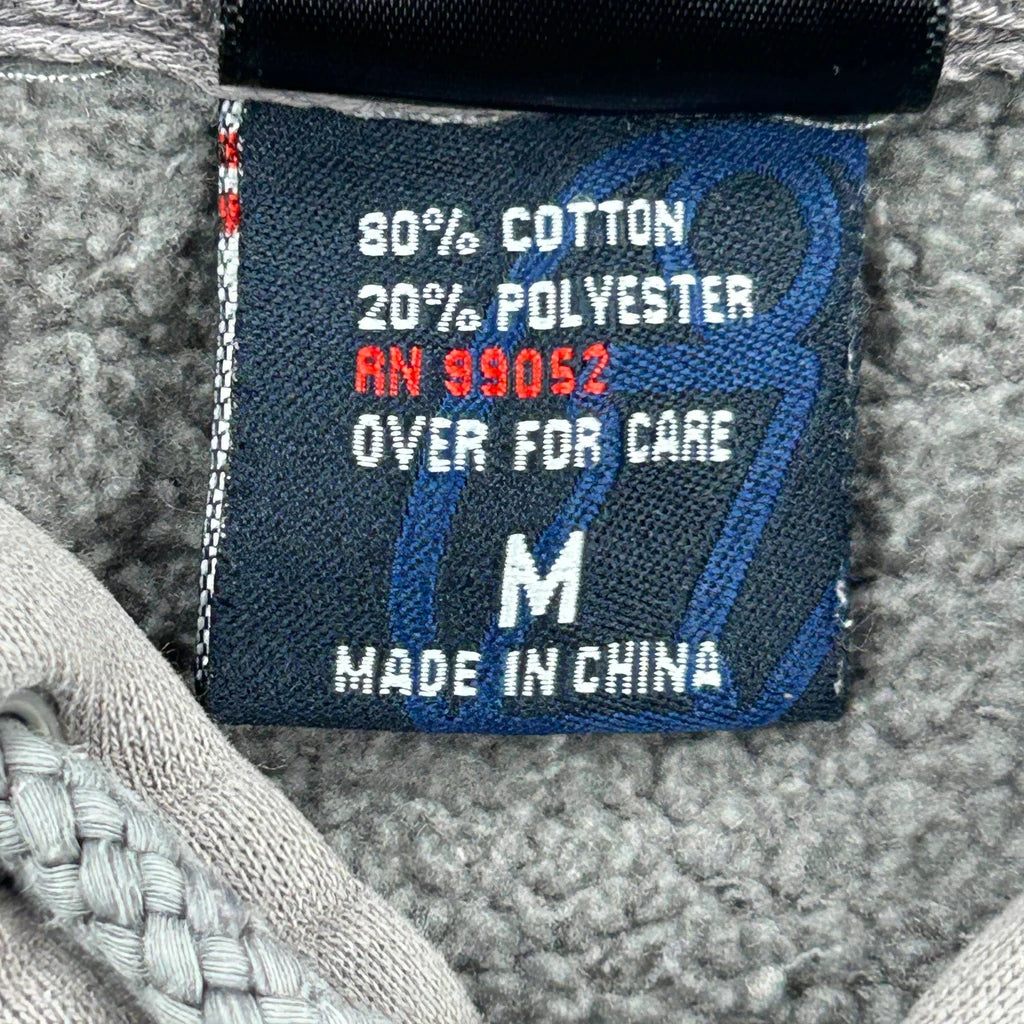 80% COTTON
20% POLYESTER
RN 99052
OVER FOR CARE
M
MADE IN CHINA